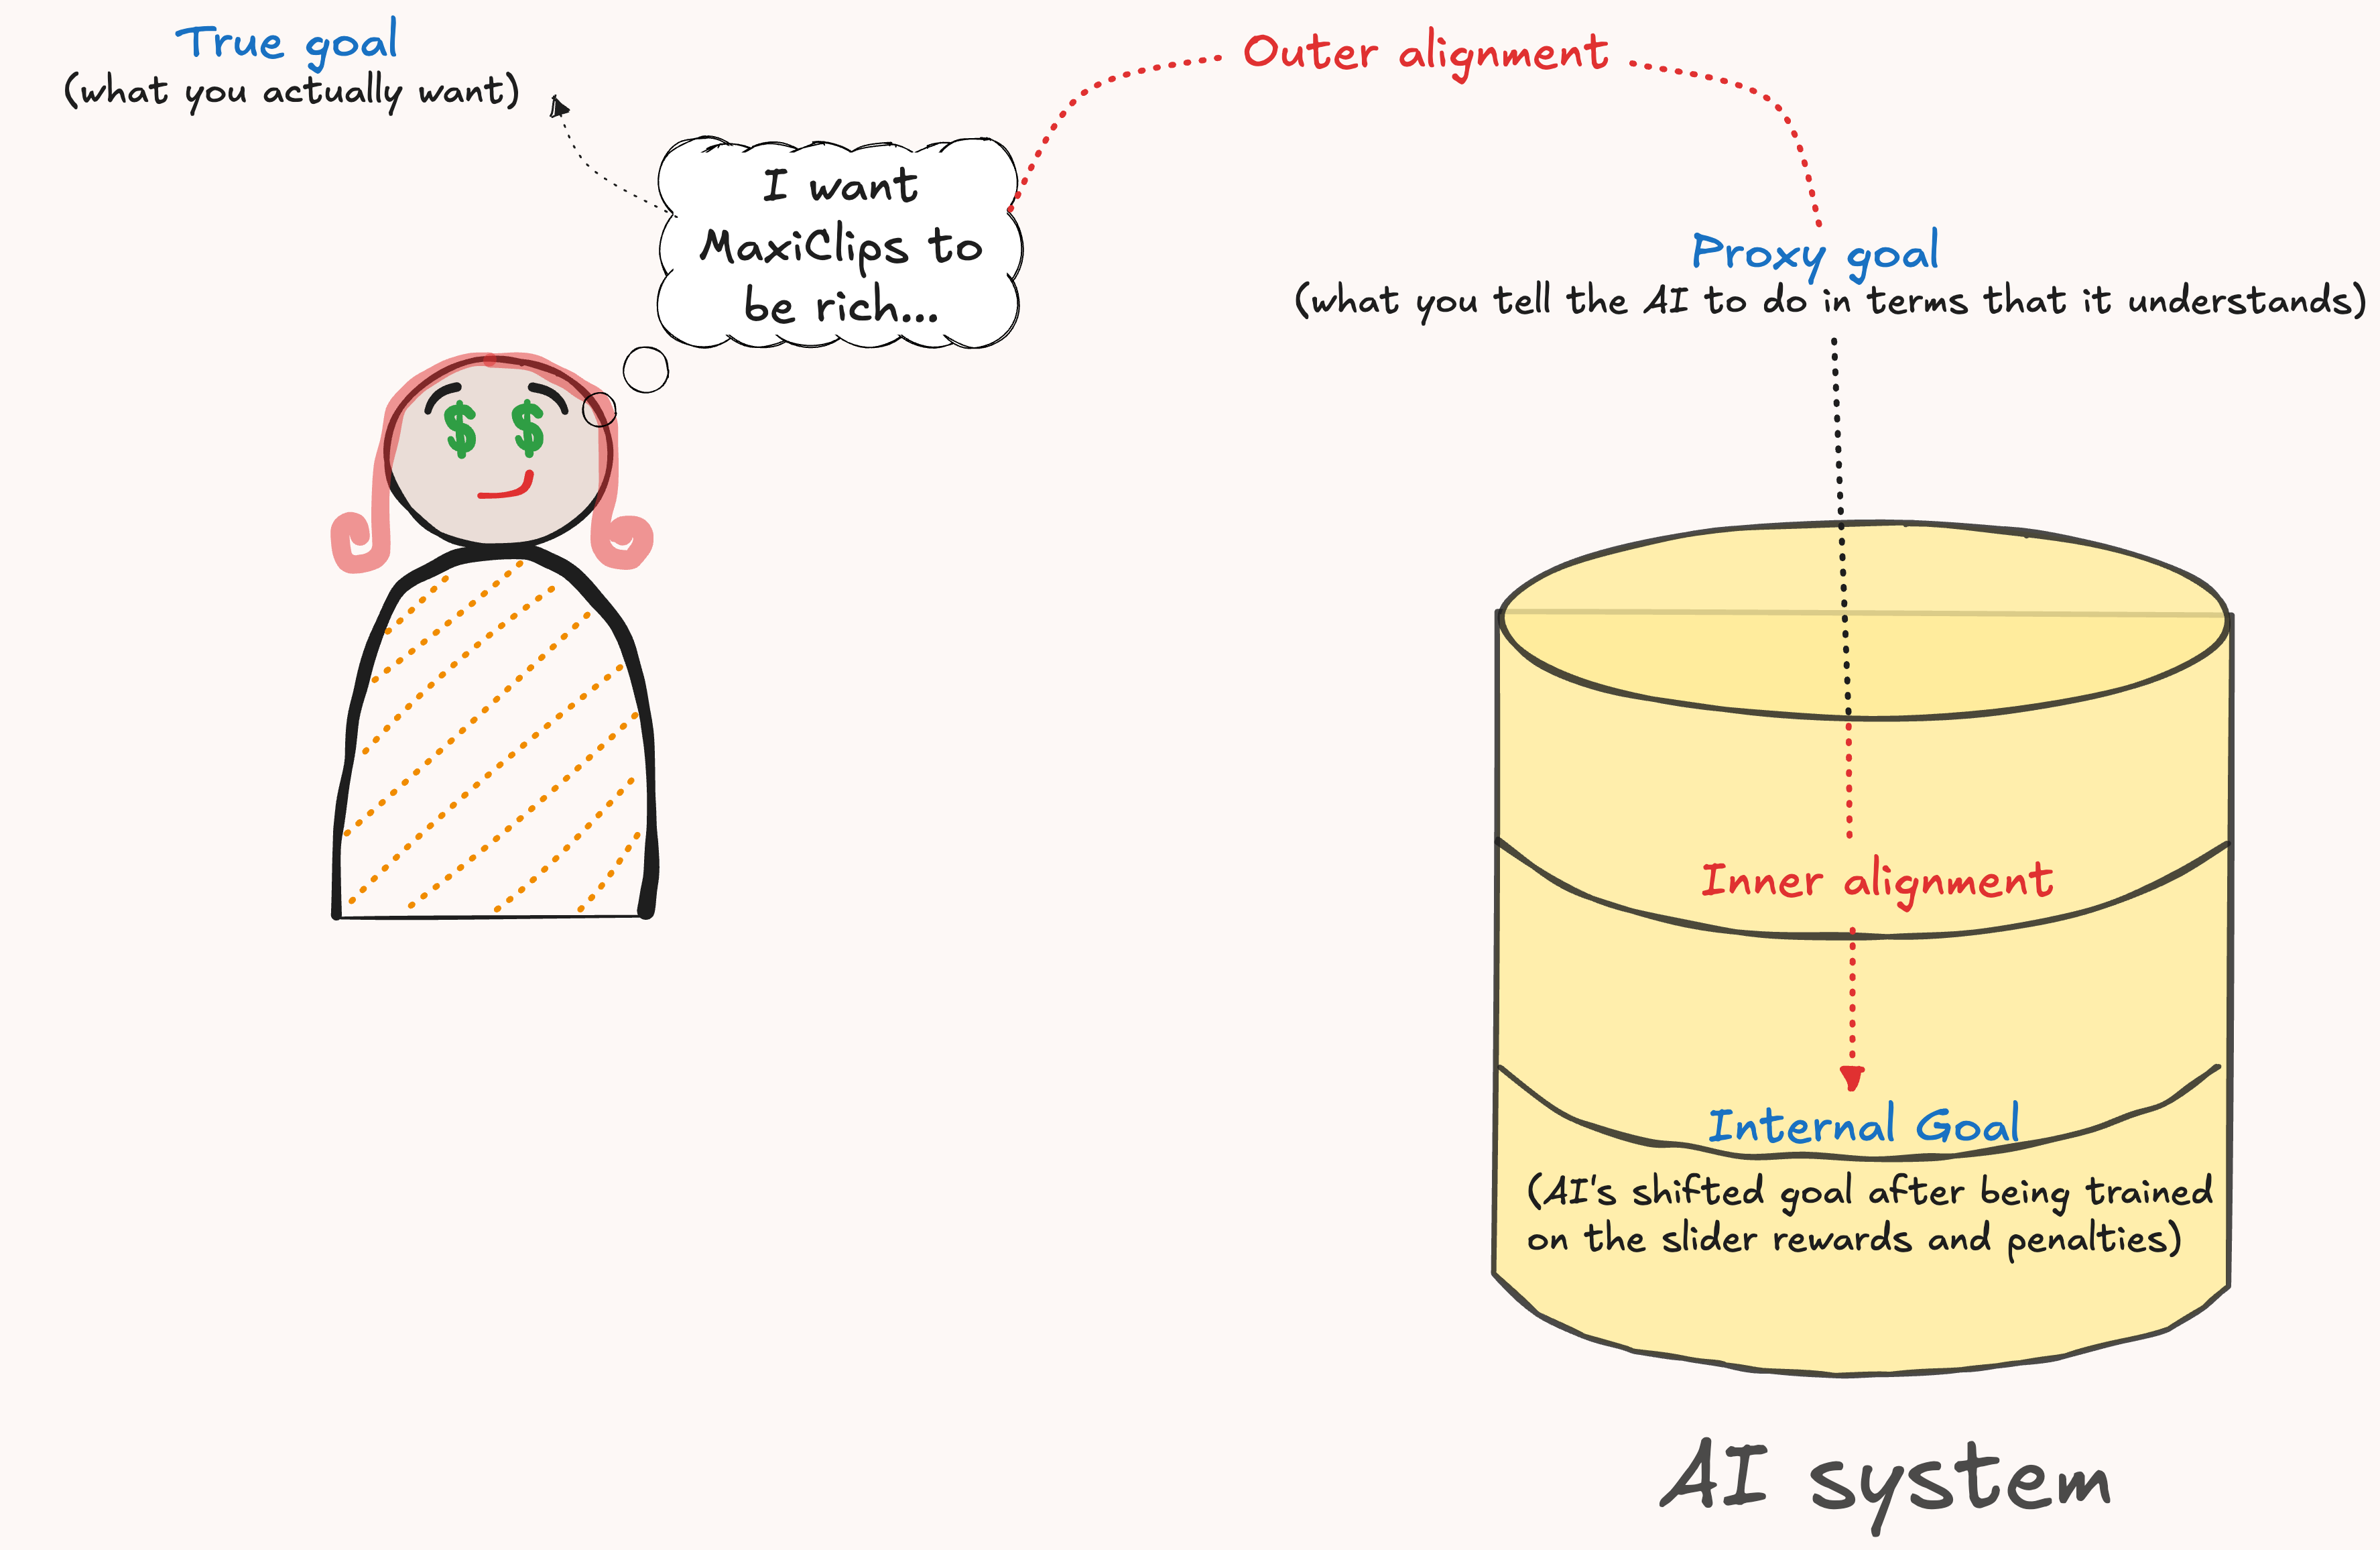 True goal
(what you actually want)
Outer alignment
I want
MaxiClips to
be rich...
Proxy goal
(what you tell the AI to do in terms that it understands)
$ $
Inner alignment
Internal Goal
(AI's shifted goal after being trained
on the slider rewards and penalties)
AI system